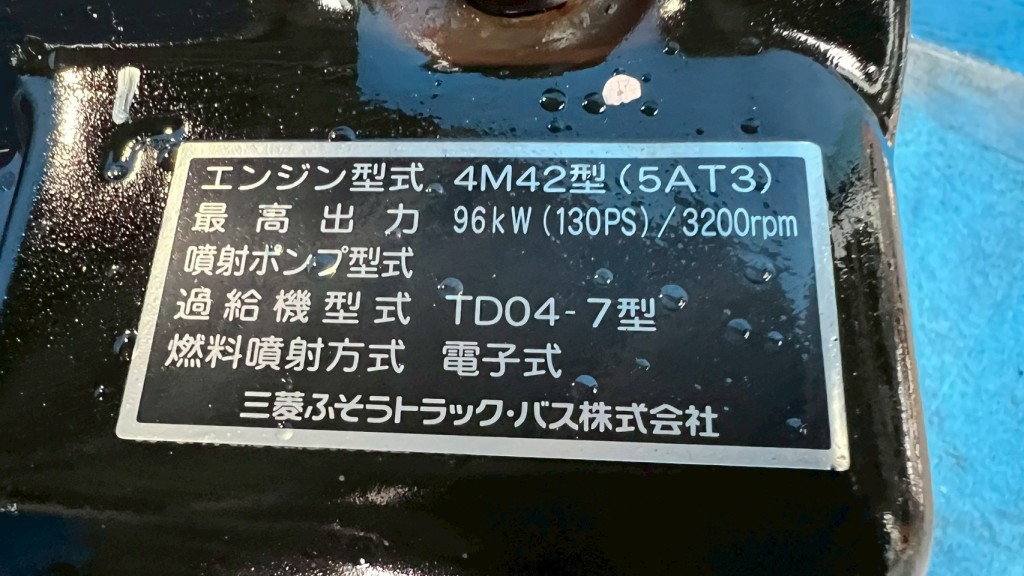 エンジン型式 4M42型(5AT3)
最高出力 96kW(130PS)/3200rpm
噴射ポンプ型式
過給機型式 TD04-7型
燃料噴射方式 電子式
三菱ふそうトラック・バス株式会社